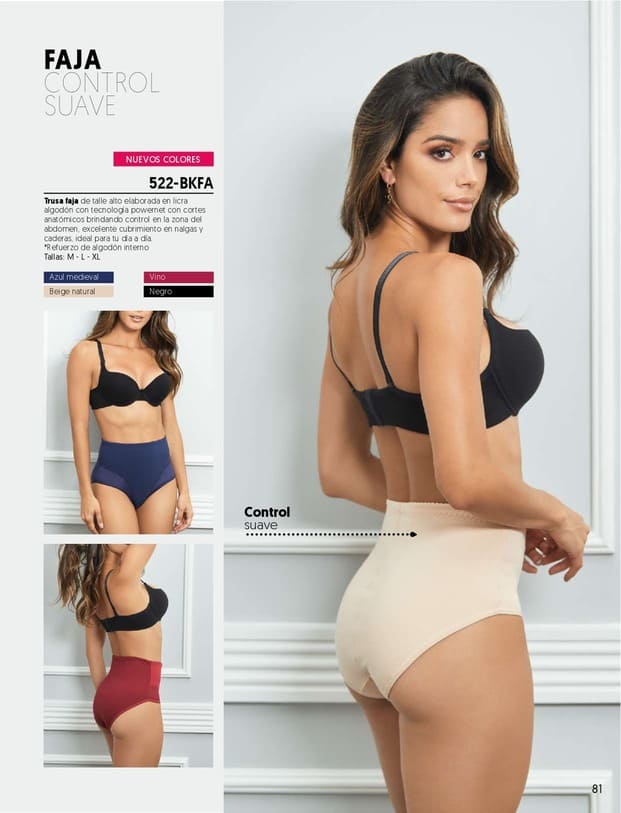 FAJA
CONTROL
SUAVE
NUEVOS COLORES
522-BKFA
Trusa faja de talle alto elaborada en licra
algodón con tecnología powernet con cortes
anatómicos brindando control en la zona del
abdomen, excelente cubrimiento en nalgas y
caderas, ideal para tu día a día.
*Refuerzo de algodón interno
Tallas: M - L - XL
Azul medieval
Vino
Beige natural
Negro
Control
suave
81